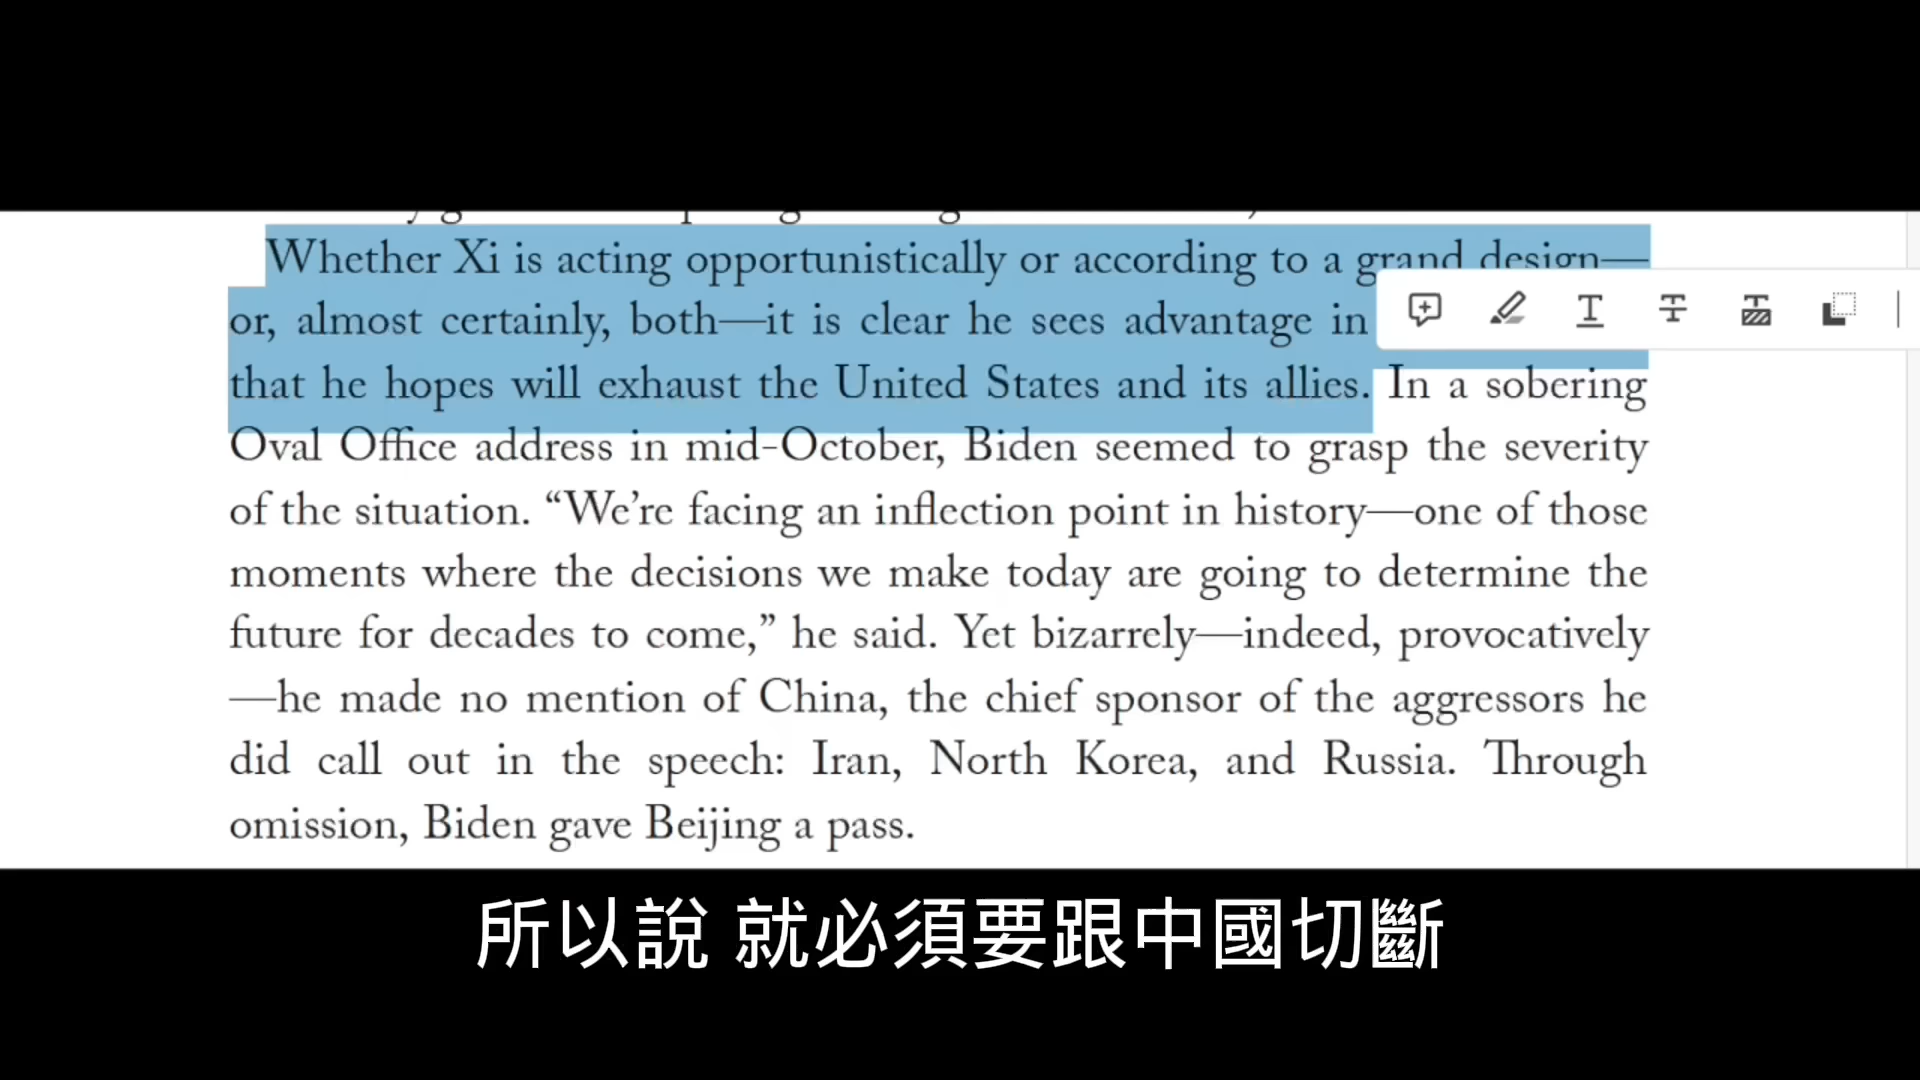 Whether Xi is acting opportunistically or according to a grand design—
or, almost certainly, both—it is clear he sees advantage in
that he hopes will exhaust the United States and its allies. In a sobering
Oval Office address in mid-October, Biden seemed to grasp the severity
of the situation. “We’re facing an inflection point in history—one of those
moments where the decisions we make today are going to determine the
future for decades to come,” he said. Yet bizarrely—indeed, provocatively
—he made no mention of China, the chief sponsor of the aggressors he
did call out in the speech: Iran, North Korea, and Russia. Through
omission, Biden gave Beijing a pass.
所以說 就必須要跟中國切斷